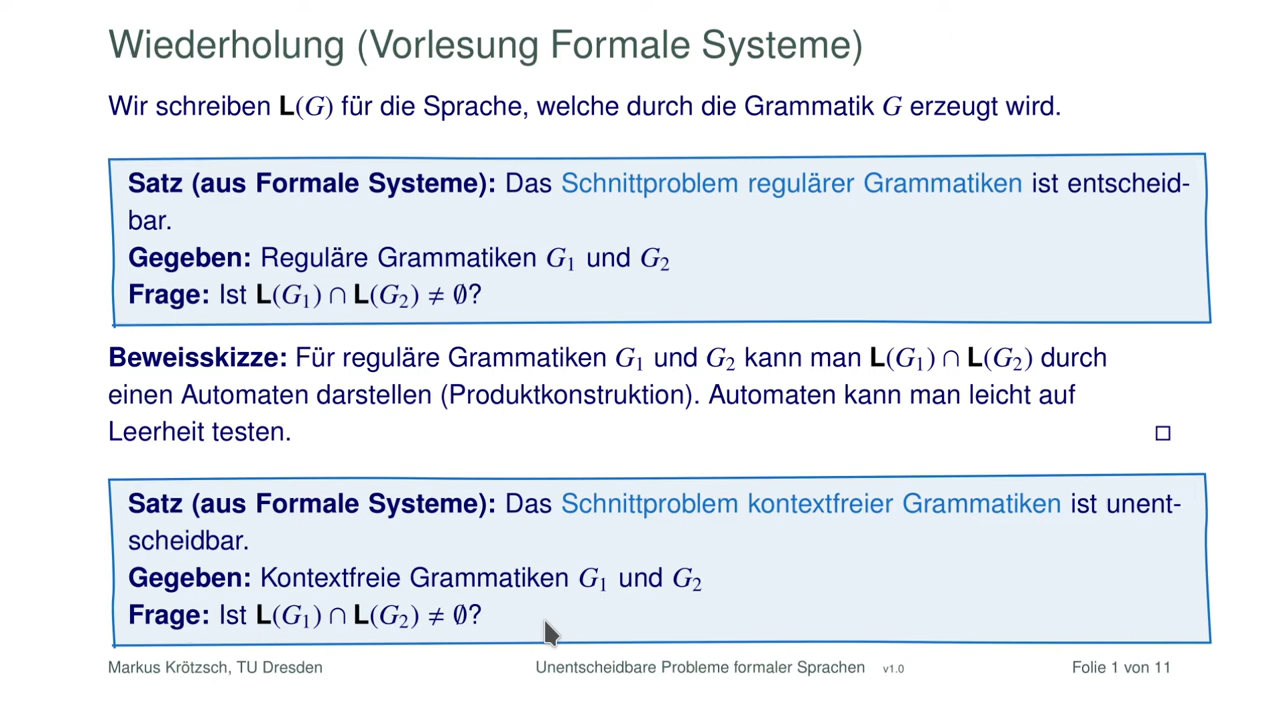 Wiederholung (Vorlesung Formale Systeme)
Wir schreiben L(G) für die Sprache, welche durch die Grammatik G erzeugt wird.
Satz (aus Formale Systeme): Das Schnittproblem regulärer Grammatiken ist entscheid-
bar.
Gegeben: Reguläre Grammatiken G₁ und G₂
Frage: Ist L(G₁) ∩ L(G₂) ≠ ∅?
Beweisskizze: Für reguläre Grammatiken G₁ und G₂ kann man L(G₁) ∩ L(G₂) durch
einen Automaten darstellen (Produktkonstruktion). Automaten kann man leicht auf
Leerheit testen. □
Satz (aus Formale Systeme): Das Schnittproblem kontextfreier Grammatiken ist unent-
scheidbar.
Gegeben: Kontextfreie Grammatiken G₁ und G₂
Frage: Ist L(G₁) ∩ L(G₂) ≠ ∅?
Markus Krötzsch, TU Dresden Unentscheidbare Probleme formaler Sprachen v1.0 Folie 1 von 11